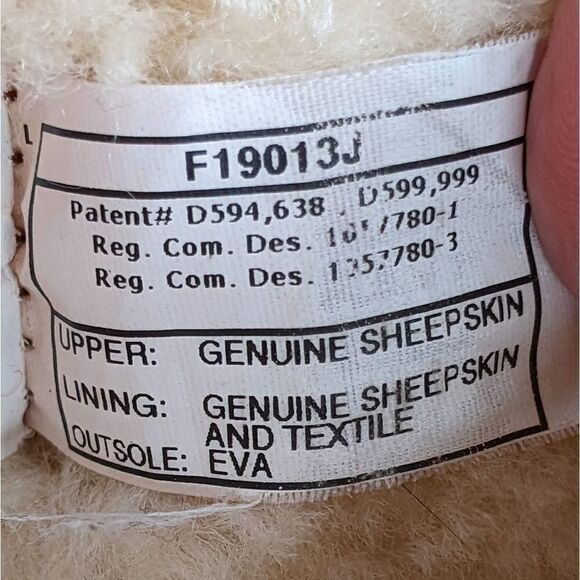 L
F19013J
Patent# D594,638 . D599,999
Reg. Com. Des.
Reg. Com. Des.
UPPER: GENUINE SHEEPSKIN
LINING: GENUINE SHEEPSKIN
AND TEXTILE
OUTSOLE: EVA